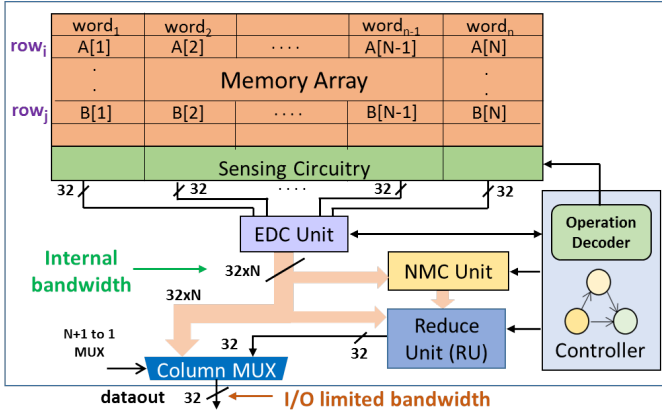 word1 word2 wordn-1 wordn
rowi A[1] A[2] .... A[N-1] A[N]
Memory Array
rowj B[1] B[2] .... B[N-1] B[N]
Sensing Circuitry
32 32 .... 32 32
EDC Unit
Operation
Decoder
Internal
bandwidth
32xN
NMC Unit
32xN
N+1 to 1
MUX
32
32
Reduce
Unit (RU)
Controller
Column MUX
dataout 32 I/O limited bandwidth